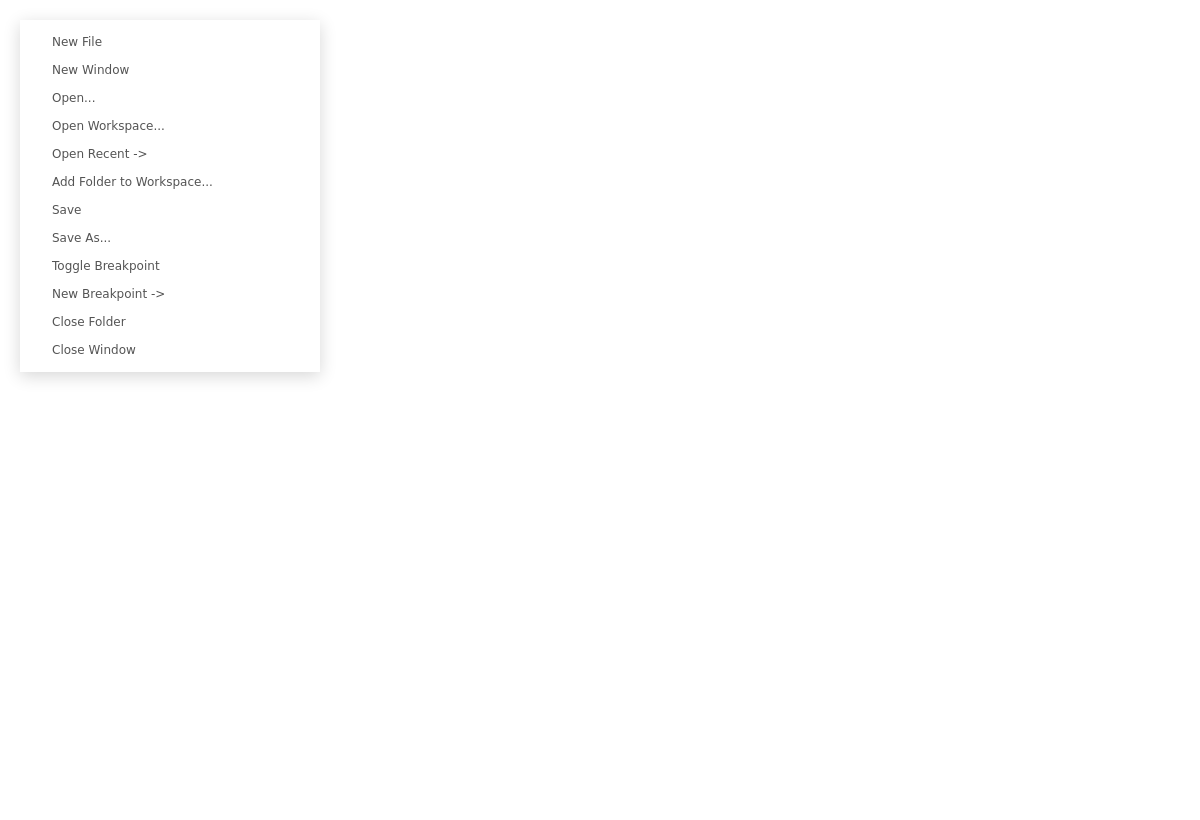 New File
New Window
Open...
Open Workspace...
Open Recent ->
Add Folder to Workspace...
Save
Save As...
Toggle Breakpoint
New Breakpoint ->
Close Folder
Close Window